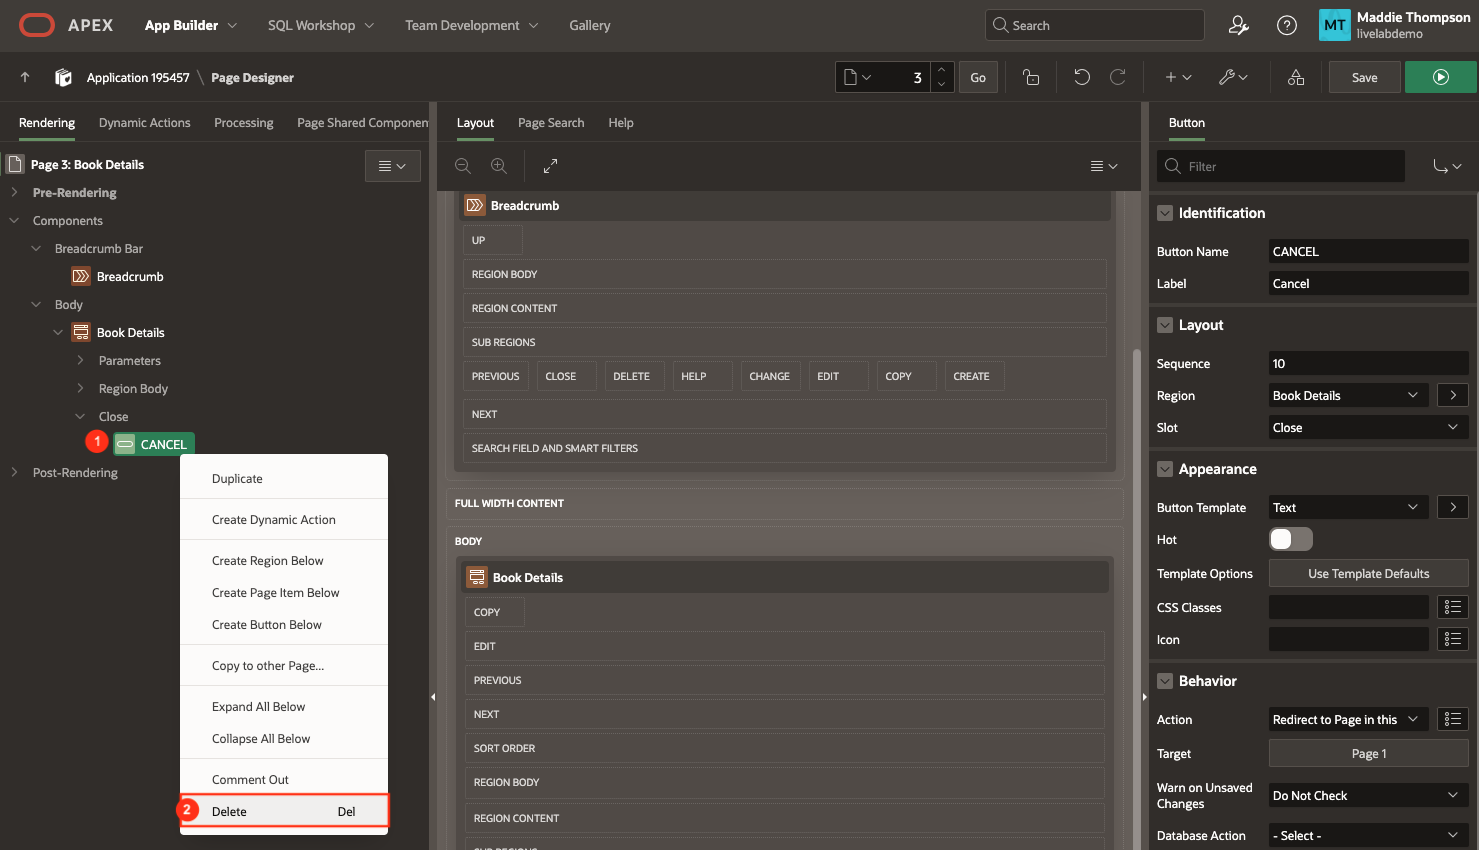 APEX
App Builder
SQL Workshop
Team Development
Gallery
Search
MT
Maddie Thompson
livelabdemo
Application 195457 \ Page Designer
3
Go
Save
Rendering
Dynamic Actions
Processing
Page Shared Componen
Page 3: Book Details
Pre-Rendering
Components
Breadcrumb Bar
Breadcrumb
Body
Book Details
Parameters
Region Body
Close
1
CANCEL
Post-Rendering
Duplicate
Create Dynamic Action
Create Region Below
Create Page Item Below
Create Button Below
Copy to other Page...
Expand All Below
Collapse All Below
Comment Out
2
Delete Del
Layout
Page Search
Help
Breadcrumb
UP
REGION BODY
REGION CONTENT
SUB REGIONS
PREVIOUS CLOSE DELETE HELP CHANGE EDIT COPY CREATE
NEXT
SEARCH FIELD AND SMART FILTERS
FULL WIDTH CONTENT
BODY
Book Details
COPY
EDIT
PREVIOUS
NEXT
SORT ORDER
REGION BODY
REGION CONTENT
SUB REGIONS
Button
Filter
Identification
Button Name CANCEL
Label Cancel
Layout
Sequence 10
Region Book Details
Slot Close
Appearance
Button Template Text
Hot
Template Options Use Template Defaults
CSS Classes
Icon
Behavior
Action Redirect to Page in this
Target Page 1
Warn on Unsaved
Changes
Do Not Check
Database Action - Select -